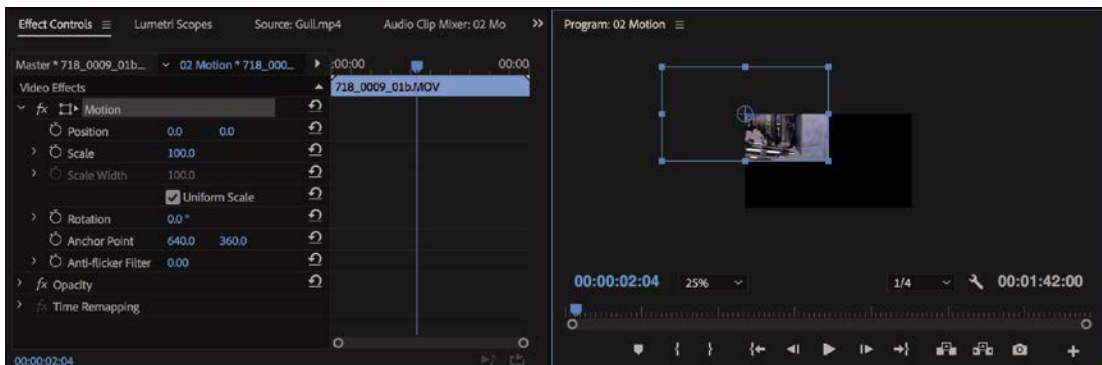 Effect Controls Lumetri Scopes Source: Gull.mp4 Audio Clip Mixer: 02 Mo
Program: 02 Motion
Master * 718_0009_01b... 02 Motion * 718_000... :00:00 00:00
Video Effects 718_0009_01b.MOV
fx Motion
Position 0.0 0.0
Scale 100.0
Scale Width 100.0
Uniform Scale
Rotation 0.0 °
Anchor Point 640.0 360.0
Anti-flicker Filter 0.00
fx Opacity
fx Time Remapping
00:00:02:04
00:00:02:04 25% 1/4 00:01:42:00